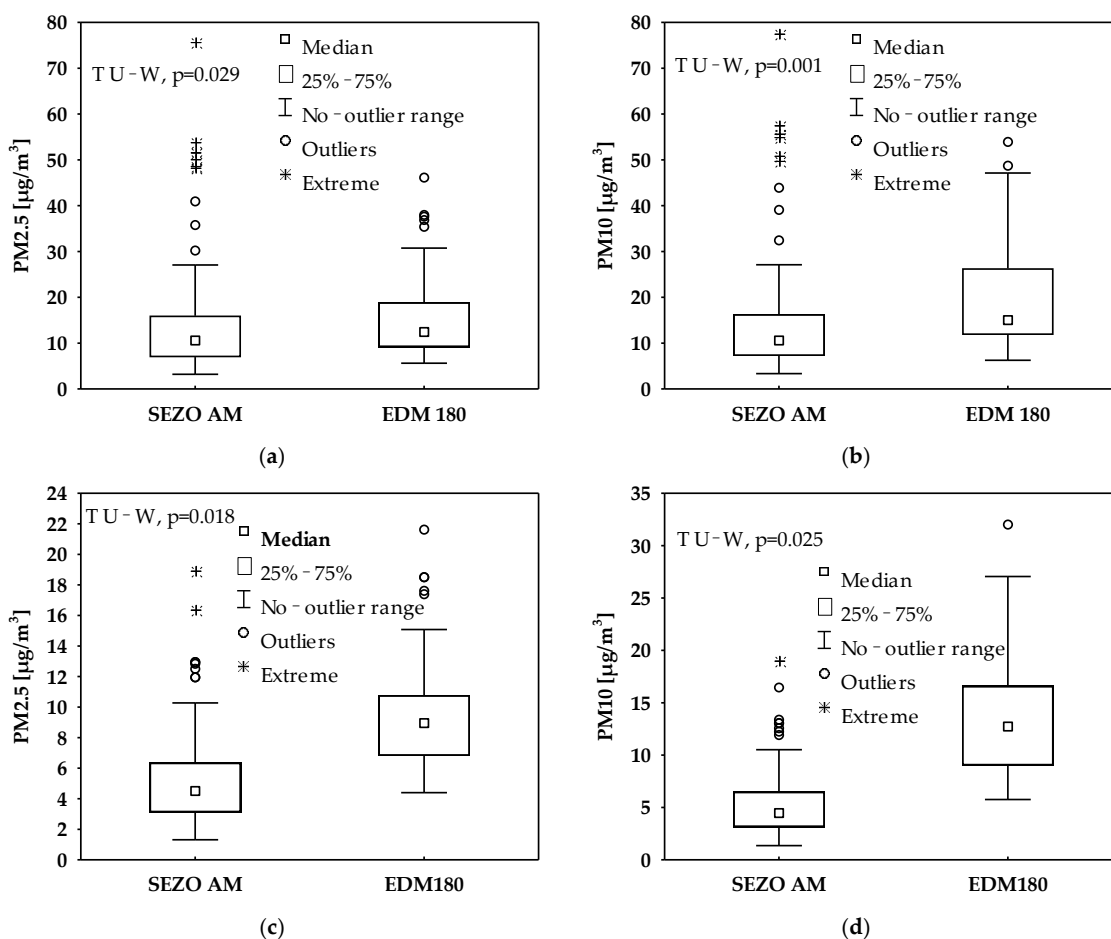 80
70
60
50
40
30
20
10
0
PM2.5 [µg/m³]
T U-W, p=0.029
Median
25%-75%
No-outlier range
Outliers
Extreme
SEZO AM
EDM 180
(a)
80
70
60
50
40
30
20
10
0
PM10 [µg/m³]
T U-W, p=0.001
Median
25%-75%
No-outlier range
Outliers
Extreme
SEZO AM
EDM 180
(b)
24
22
20
18
16
14
12
10
8
6
4
2
0
PM2.5 [µg/m³]
T U-W, p=0.018
Median
25%-75%
No-outlier range
Outliers
Extreme
SEZO AM
EDM180
(c)
35
30
25
20
15
10
5
0
PM10 [µg/m³]
T U-W, p=0.025
Median
25%-75%
No-outlier range
Outliers
Extreme
SEZO AM
EDM180
(d)